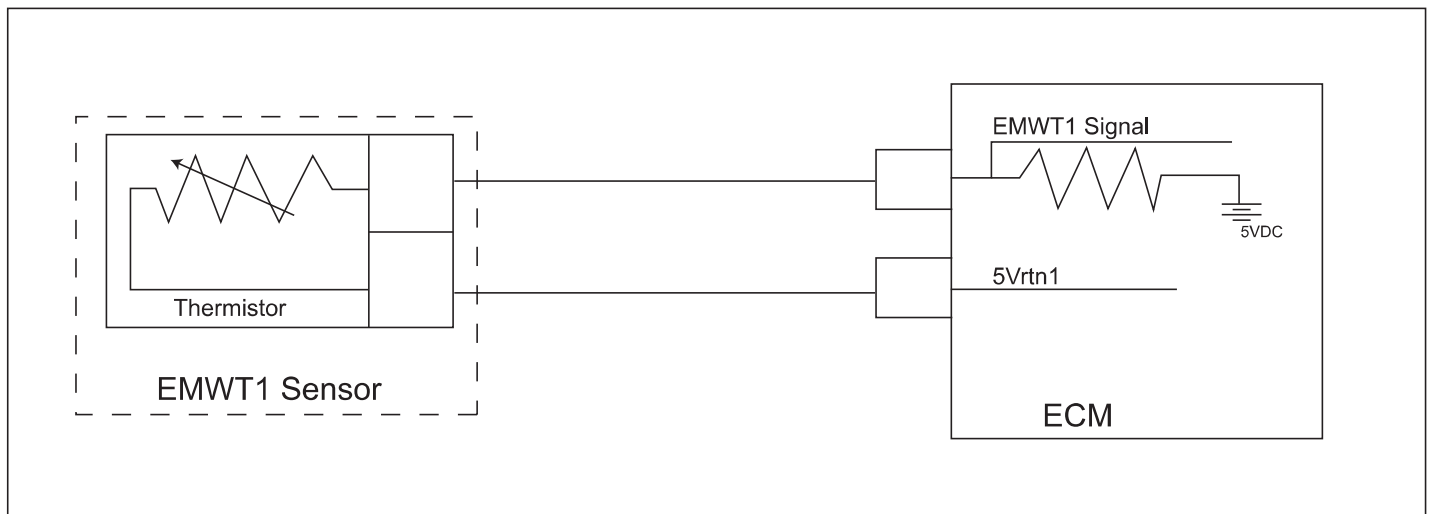 EMWT1 Signal
5VDC
5Vrtn1
Thermistor
EMWT1 Sensor
ECM